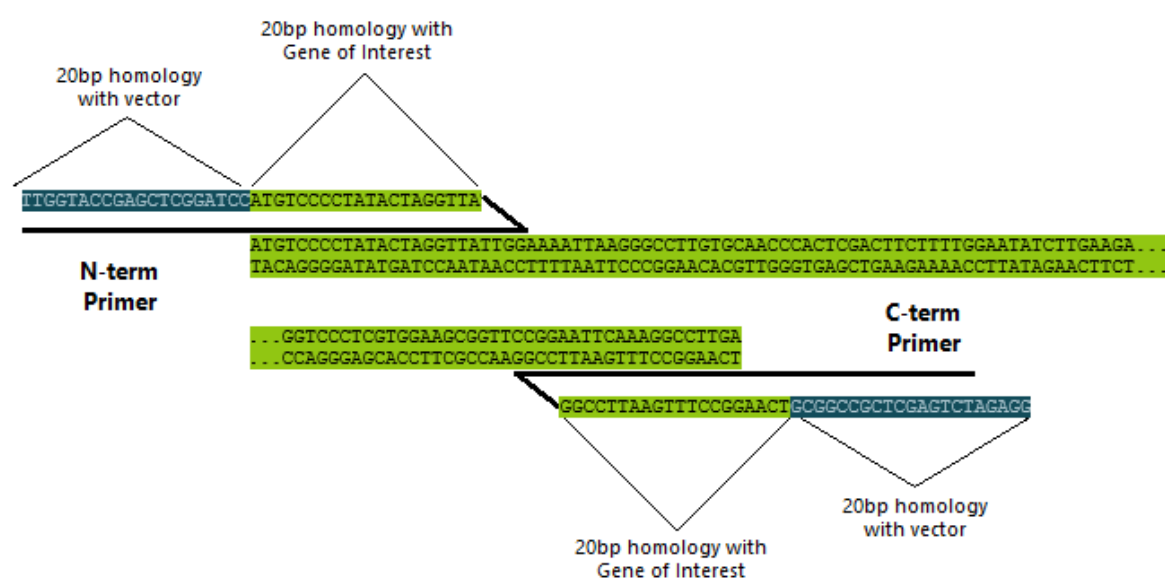 20bp homology with
Gene of Interest
20bp homology
with vector
TTGGTACCGAGCTCGGATCCATGTCCCCTATACTAGGTTA
ATGTCCCCTATACTAGGTTATTGGAAAATTAAGGGCCTTGTGCAACCCACTCGACTTCTTTTGGAATATCTTGAAGA...
TACAGGGGATATGATCCAATAACCTTTTAATTCCCGGAACACGTTGGGTGAGCTGAAGAAAACCTTATAGAACTTCT...
N-term
Primer
C-term
Primer
...GGTCCCTCGTGGAAGCGGTTCCGGAATTCAAAGGCCTTGA
...CCAGGGAGCACCTTCGCCAAGGCCTTAAGTTTCCGGAACT
GGCCTTAAGTTTCCGGAACTGCGGCCGCTCGAGTCTAGAGG
20bp homology
with vector
20bp homology with
Gene of Interest